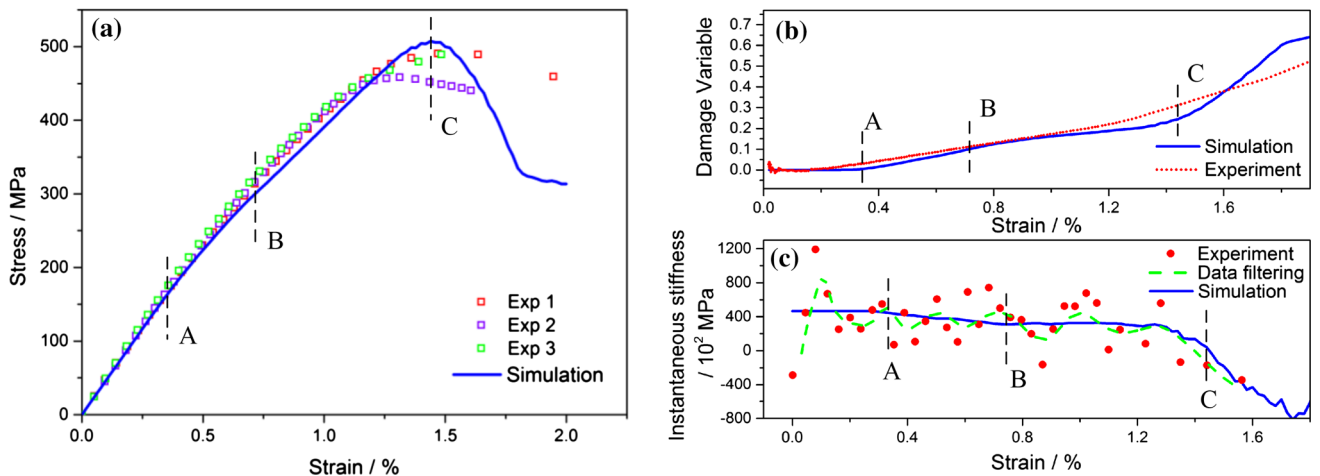 (a)
Stress / MPa
500
400
300
200
100
0
A
B
C
Exp 1
Exp 2
Exp 3
Simulation
0.0 0.5 1.0 1.5 2.0
Strain / %
(b)
Damage Variable
0.7
0.6
0.5
0.4
0.3
0.2
0.1
0.0
A
B
C
Simulation
Experiment
0.0 0.4 0.8 1.2 1.6
Strain / %
(c)
Instantaneous stiffness
/ 10² MPa
1200
800
400
0
-400
-800
Experiment
Data filtering
Simulation
A
B
C
0.0 0.4 0.8 1.2 1.6
Strain / %